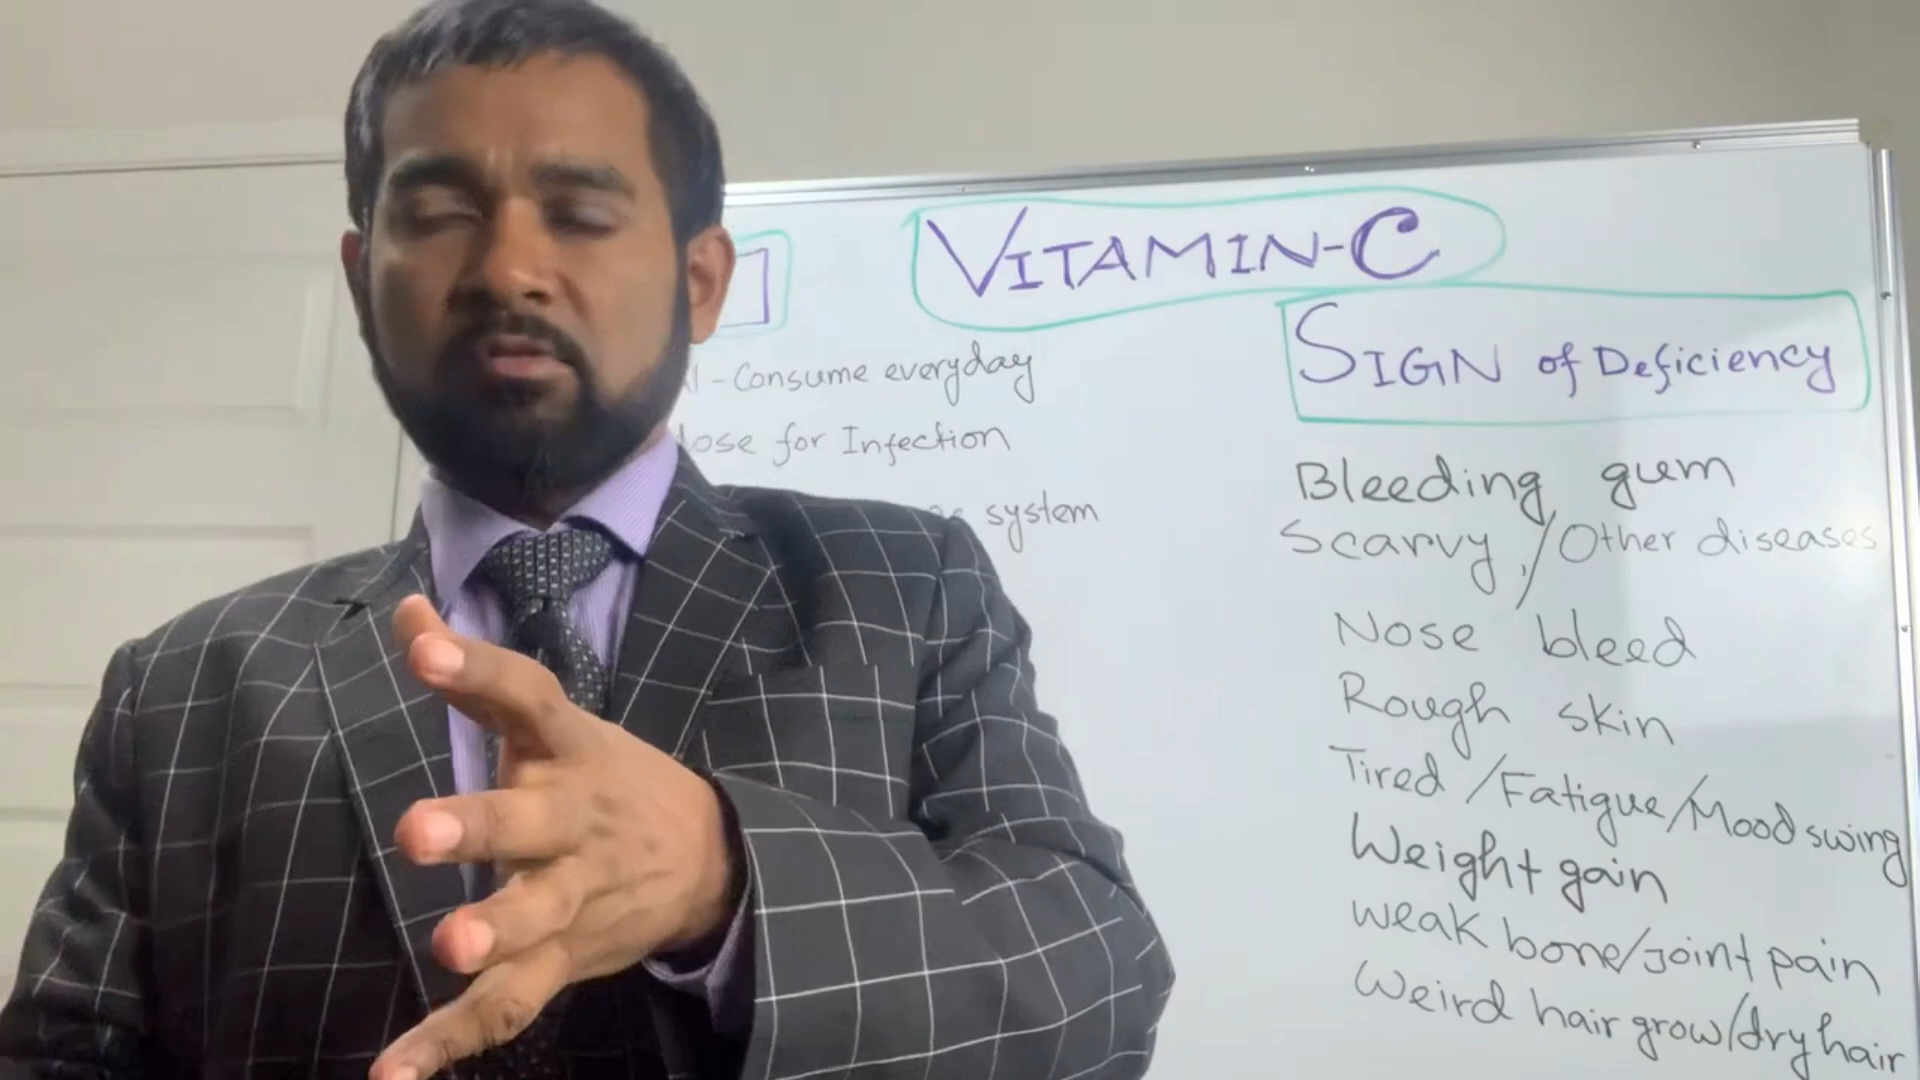 VITAMIN-C
- Consume everyday
dose for Infection
system
SIGN of Deficiency
Bleeding gum
Scarvy, /Other diseases
Nose bleed
Rough skin
Tired /Fatigue/Mood swing
Weight gain
weak bone/joint pain
Weird hair grow/dry hair